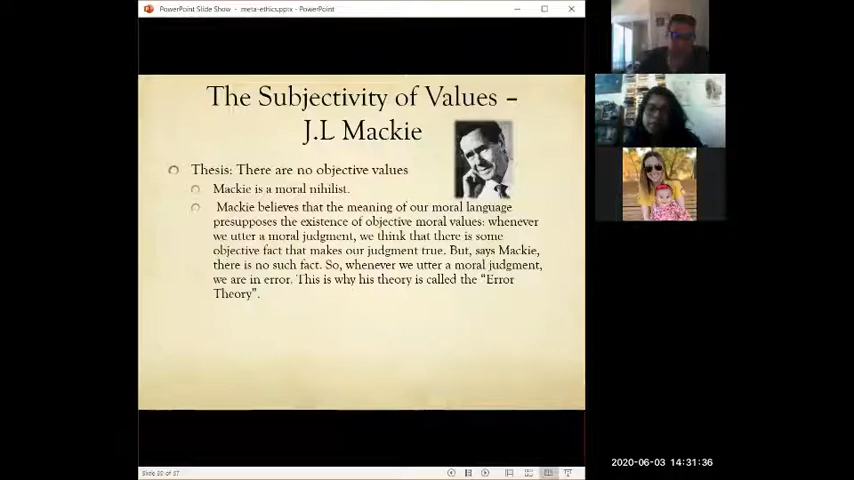 PowerPoint Slide Show - meta-ethics.pptx - PowerPoint
The Subjectivity of Values –
J.L Mackie
Thesis: There are no objective values
Mackie is a moral nihilist.
Mackie believes that the meaning of our moral language
presupposes the existence of objective moral values: whenever
we utter a moral judgment, we think that there is some
objective fact that makes our judgment true. But, says Mackie,
there is no such fact. So, whenever we utter a moral judgment,
we are in error. This is why his theory is called the “Error
Theory”.
2020-06-03 14:31:36